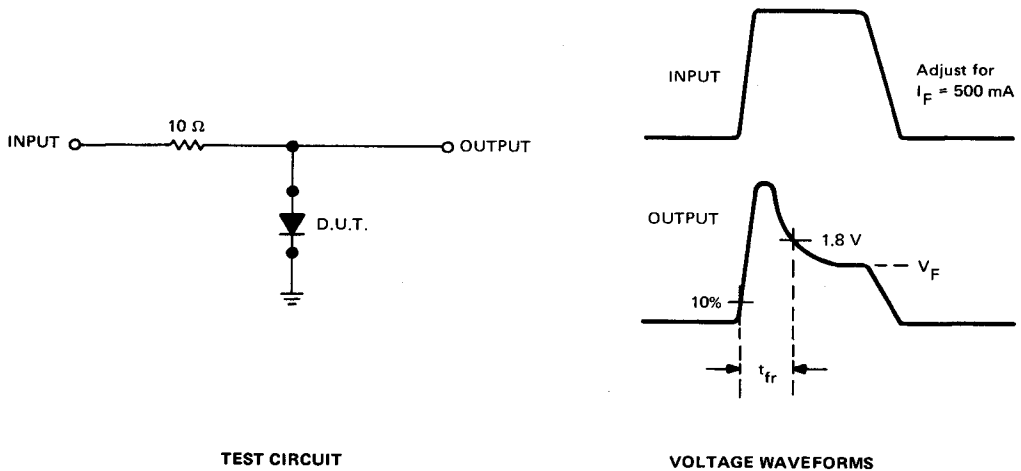 10 Ω
INPUT
OUTPUT
D.U.T.
TEST CIRCUIT
INPUT
Adjust for
I_F = 500 mA
OUTPUT
1.8 V
V_F
10%
t_fr
VOLTAGE WAVEFORMS